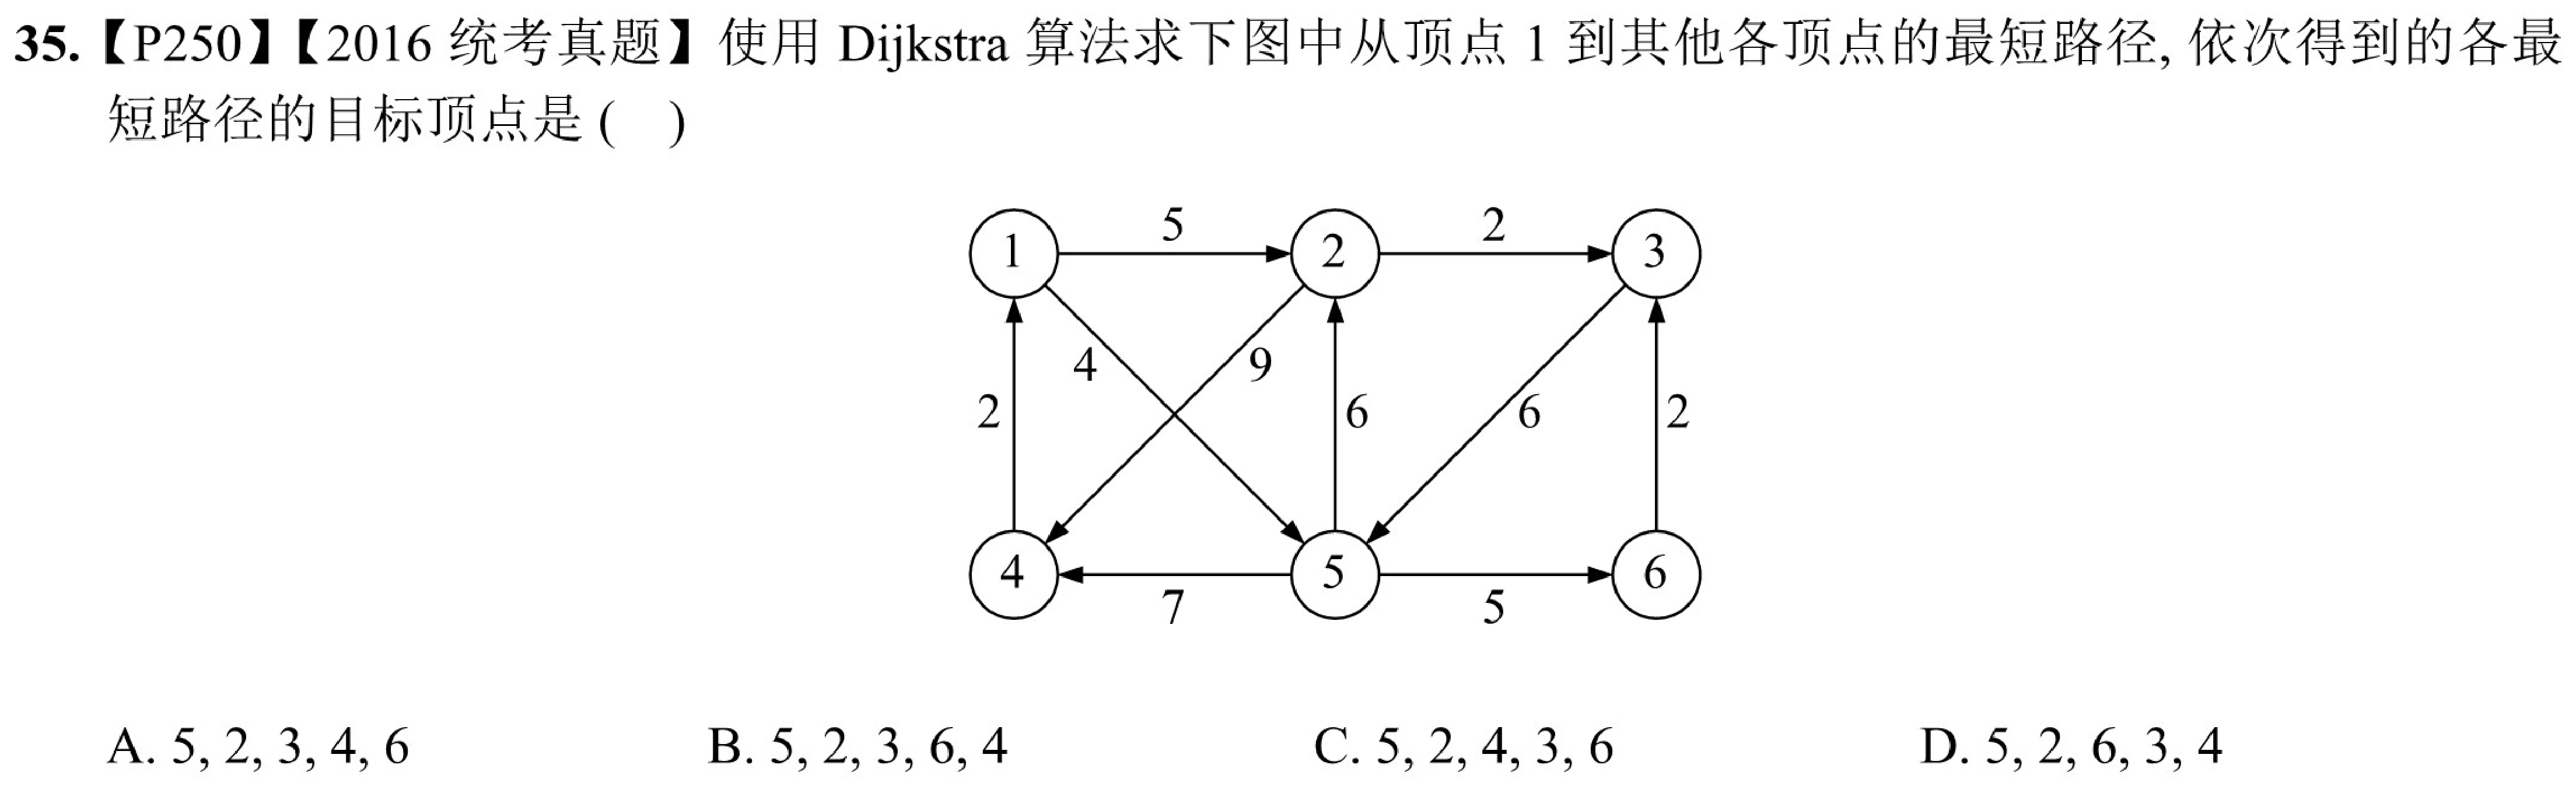 35.【P250】【2016 统考真题】使用 Dijkstra 算法求下图中从顶点 1 到其他各顶点的最短路径, 依次得到的各最
短路径的目标顶点是 (   )
5 2
1 2 3
4 9
2 6 6 2
4 5 6
7 5
A. 5, 2, 3, 4, 6 B. 5, 2, 3, 6, 4 C. 5, 2, 4, 3, 6 D. 5, 2, 6, 3, 4